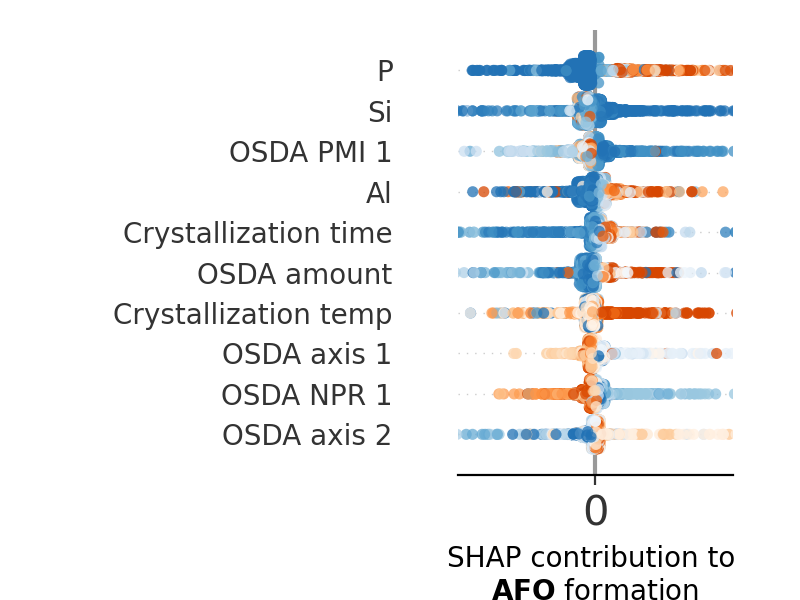 P
Si
OSDA PMI 1
Al
Crystallization time
OSDA amount
Crystallization temp
OSDA axis 1
OSDA NPR 1
OSDA axis 2
0
SHAP contribution to
AFO formation